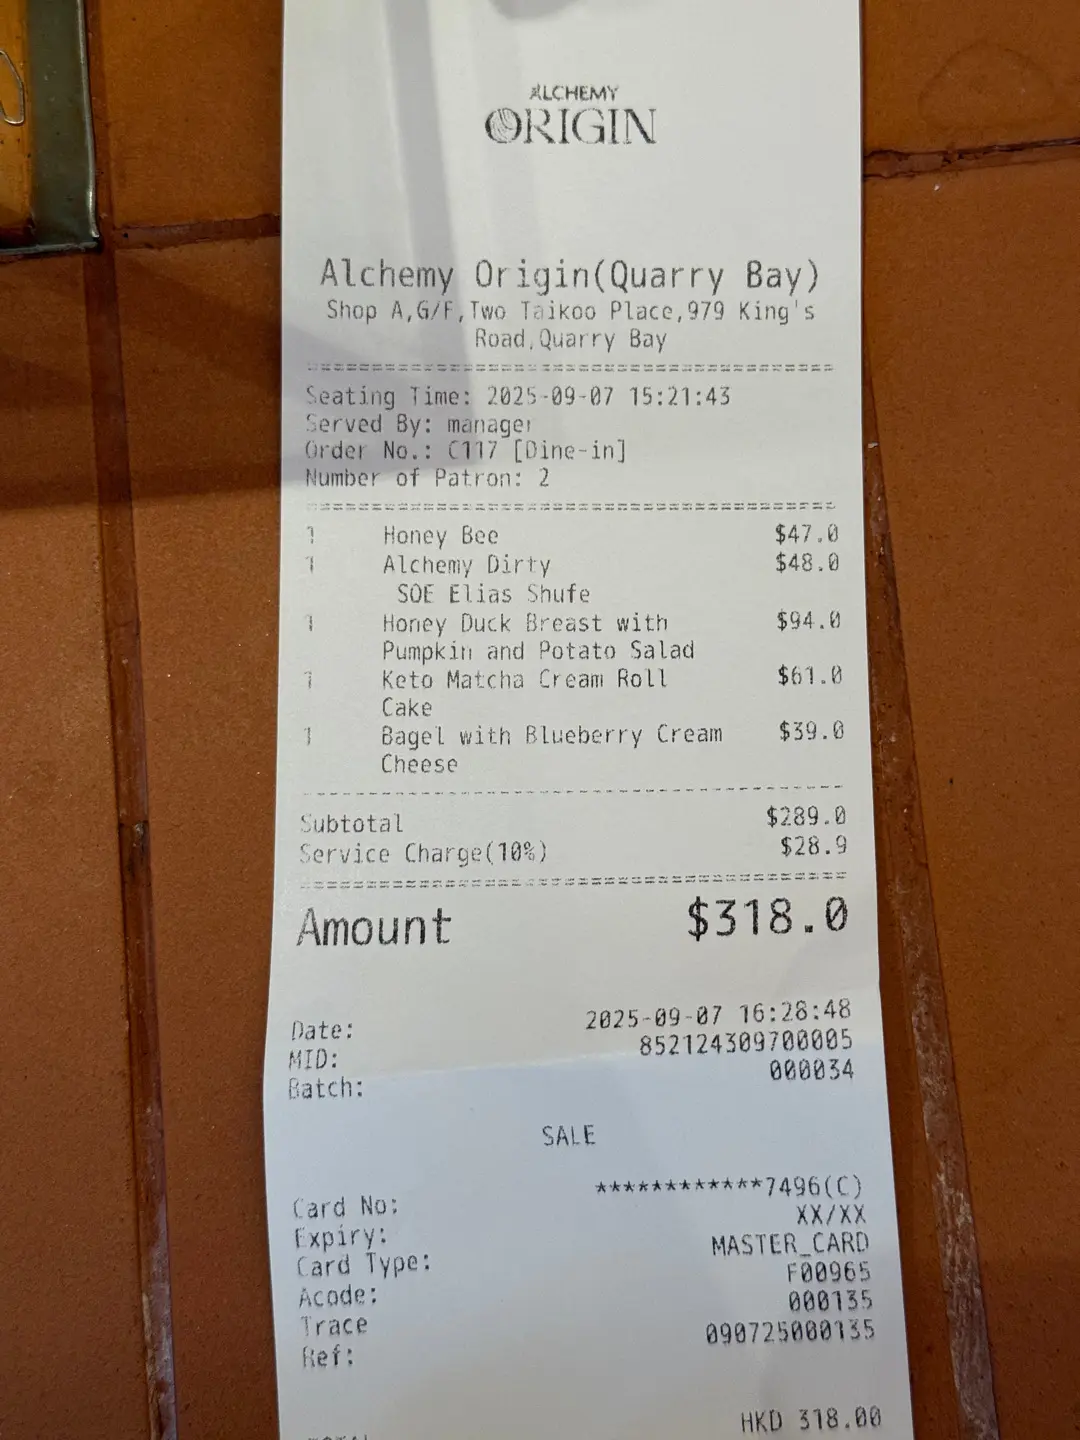 ALCHEMY
ORIGIN
Alchemy Origin(Quarry Bay)
Shop A,G/F,Two Taikoo Place,979 King's
Road,Quarry Bay
Seating Time: 2025-09-07 15:21:43
Served By: manager
Order No.: C117 [Dine-in]
Number of Patron: 2
1 Honey Bee $47.0
1 Alchemy Dirty $48.0
SOE Elias Shufe
1 Honey Duck Breast with $94.0
Pumpkin and Potato Salad
1 Keto Matcha Cream Roll $61.0
Cake
1 Bagel with Blueberry Cream $39.0
Cheese
Subtotal $289.0
Service Charge(10%) $28.9
Amount $318.0
Date: 2025-09-07 16:28:48
MID: 852124309700005
Batch: 000034
SALE
Card No: ************7496(C)
Expiry: XX/XX
Card Type: MASTER_CARD
Acode: F00965
Trace 000135
Ref: 090725000135
HKD 318.00